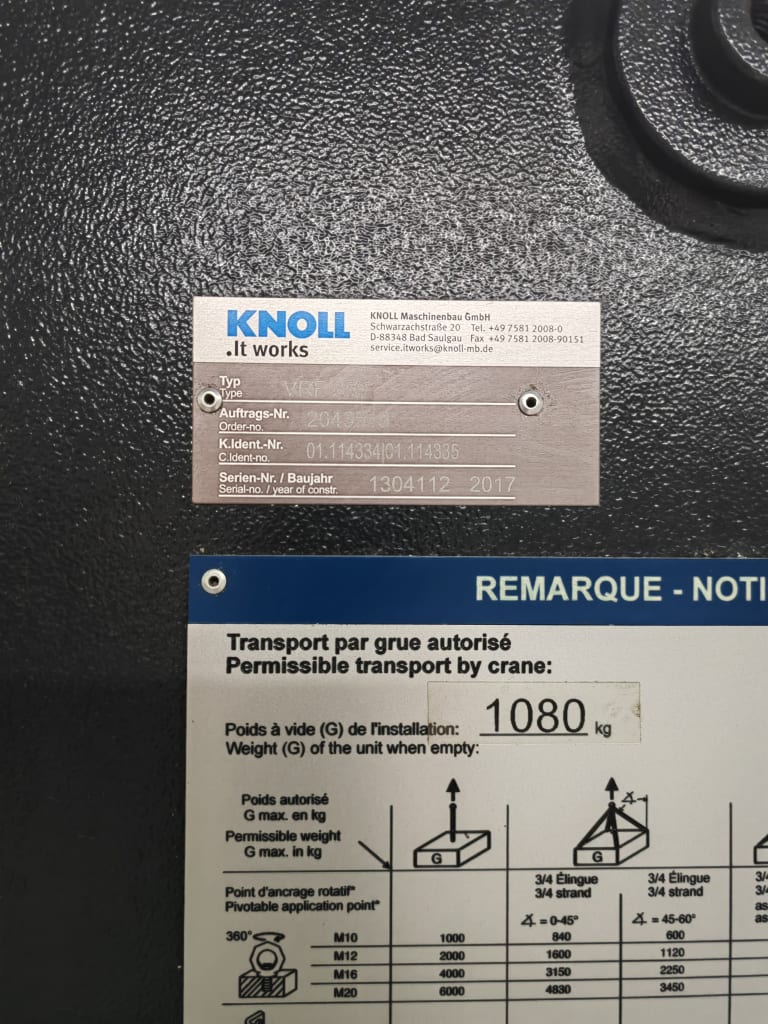 KNOLL
.It works
KNOLL Maschinenbau GmbH
Schwarzachstraße 20 Tel. +49 7581 2008-0
D-88348 Bad Saulgau Fax +49 7581 2008-90151
service.itworks@knoll-mb.de
Typ
Type
Auftrags-Nr.
Order-no.
K.Ident.-Nr. 01.114334|01.114335
C.Ident-no.
Serien-Nr. / Baujahr 1304112 2017
Serial-no. / year of constr.
REMARQUE - NOTI
Transport par grue autorisé
Permissible transport by crane:
Poids à vide (G) de l'installation: 1080 kg
Weight (G) of the unit when empty:
Poids autorisé
G max. en kg
Permissible weight
G max. in kg
G
G
Point d'ancrage rotatif*
Pivotable application point*
3/4 Élingue 3/4 Élingue 3/4
3/4 strand 3/4 strand 3/4
as
∡ = 0-45° ∡ = 45-60° as
360°
M10 1000 840 600
M12 2000 1600 1120
M16 4000 3150 2250
M20 6000 4830 3450